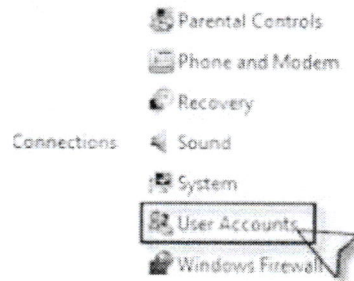 Parental Controls
Phone and Modem
Recovery
Connections Sound
System
User Accounts
Windows Firewall